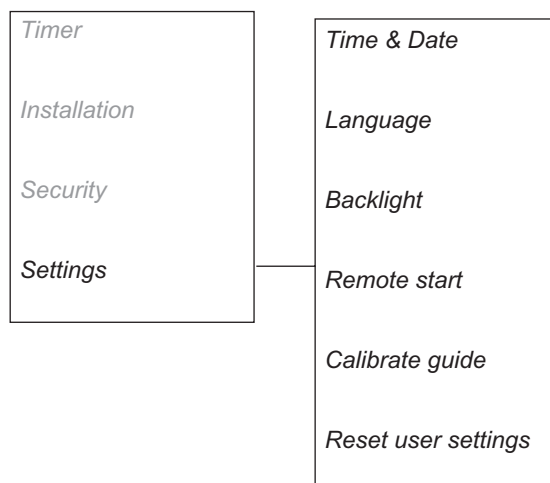 Timer
Installation
Security
Settings
Time & Date
Language
Backlight
Remote start
Calibrate guide
Reset user settings